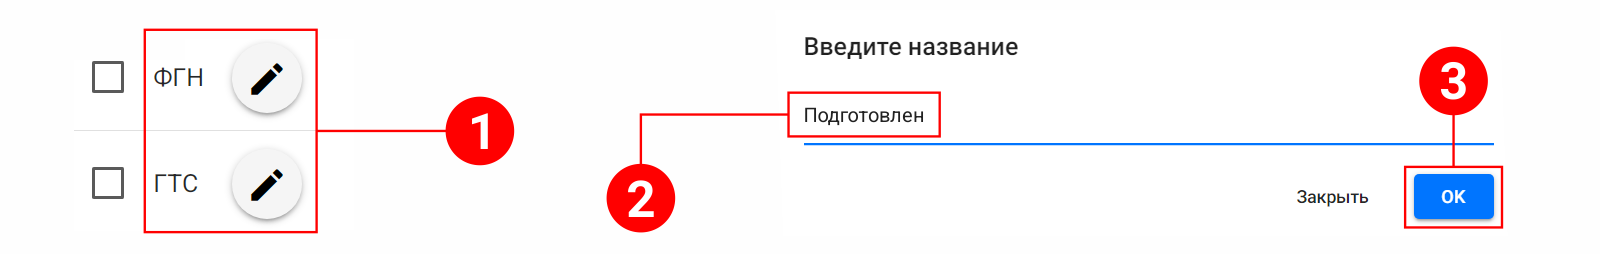 ФГН
ГТС
1
Введите название
Подготовлен
2
3
Закрыть
OK